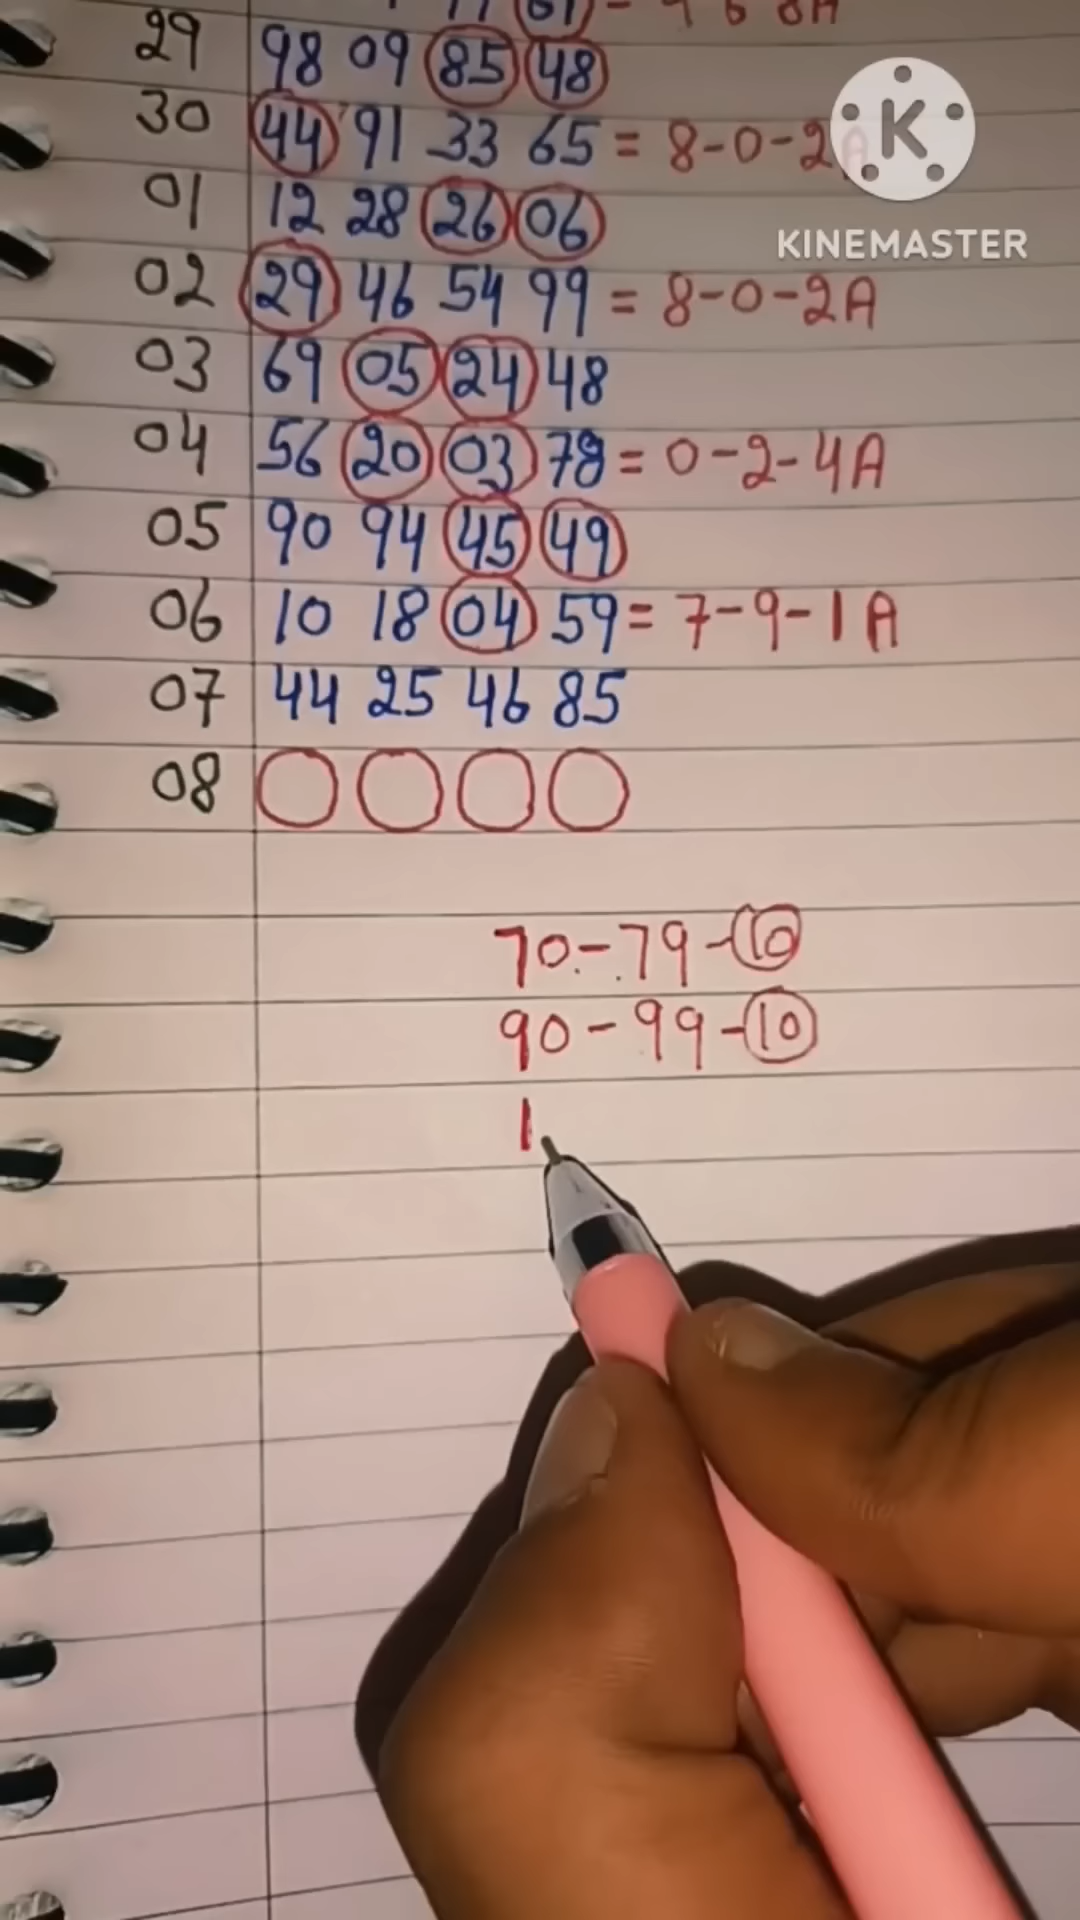 29 98 09 85 48
30 44 91 33 65 = 8-0-2A
01 12 28 26 06
02 29 46 54 99 = 8-0-2A
03 69 05 24 48
04 56 20 03 78 = 0-2-4A
05 90 94 45 49
06 10 18 04 59 = 7-9-1A
07 44 25 46 85
08
70-79-10
90-99-10
1
K
KINEMASTER